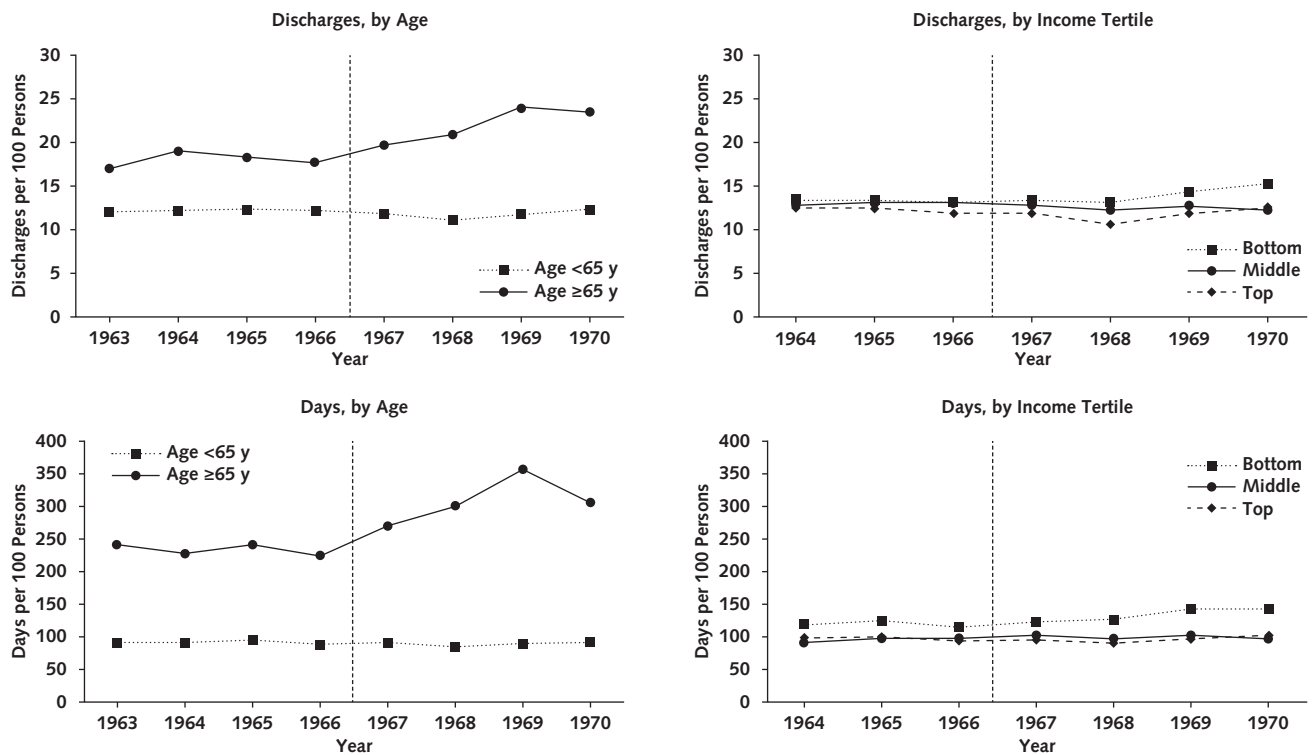 Discharges, by Age
Discharges per 100 Persons
30
25
20
15
10
5
0
Age <65 y
Age ≥65 y
1963 1964 1965 1966 1967 1968 1969 1970
Year
Discharges, by Income Tertile
Discharges per 100 Persons
30
25
20
15
10
5
0
Bottom
Middle
Top
1964 1965 1966 1967 1968 1969 1970
Year
Days, by Age
Days per 100 Persons
400
350
300
250
200
150
100
50
0
Age <65 y
Age ≥65 y
1963 1964 1965 1966 1967 1968 1969 1970
Year
Days, by Income Tertile
Days per 100 Persons
400
350
300
250
200
150
100
50
0
Bottom
Middle
Top
1964 1965 1966 1967 1968 1969 1970
Year